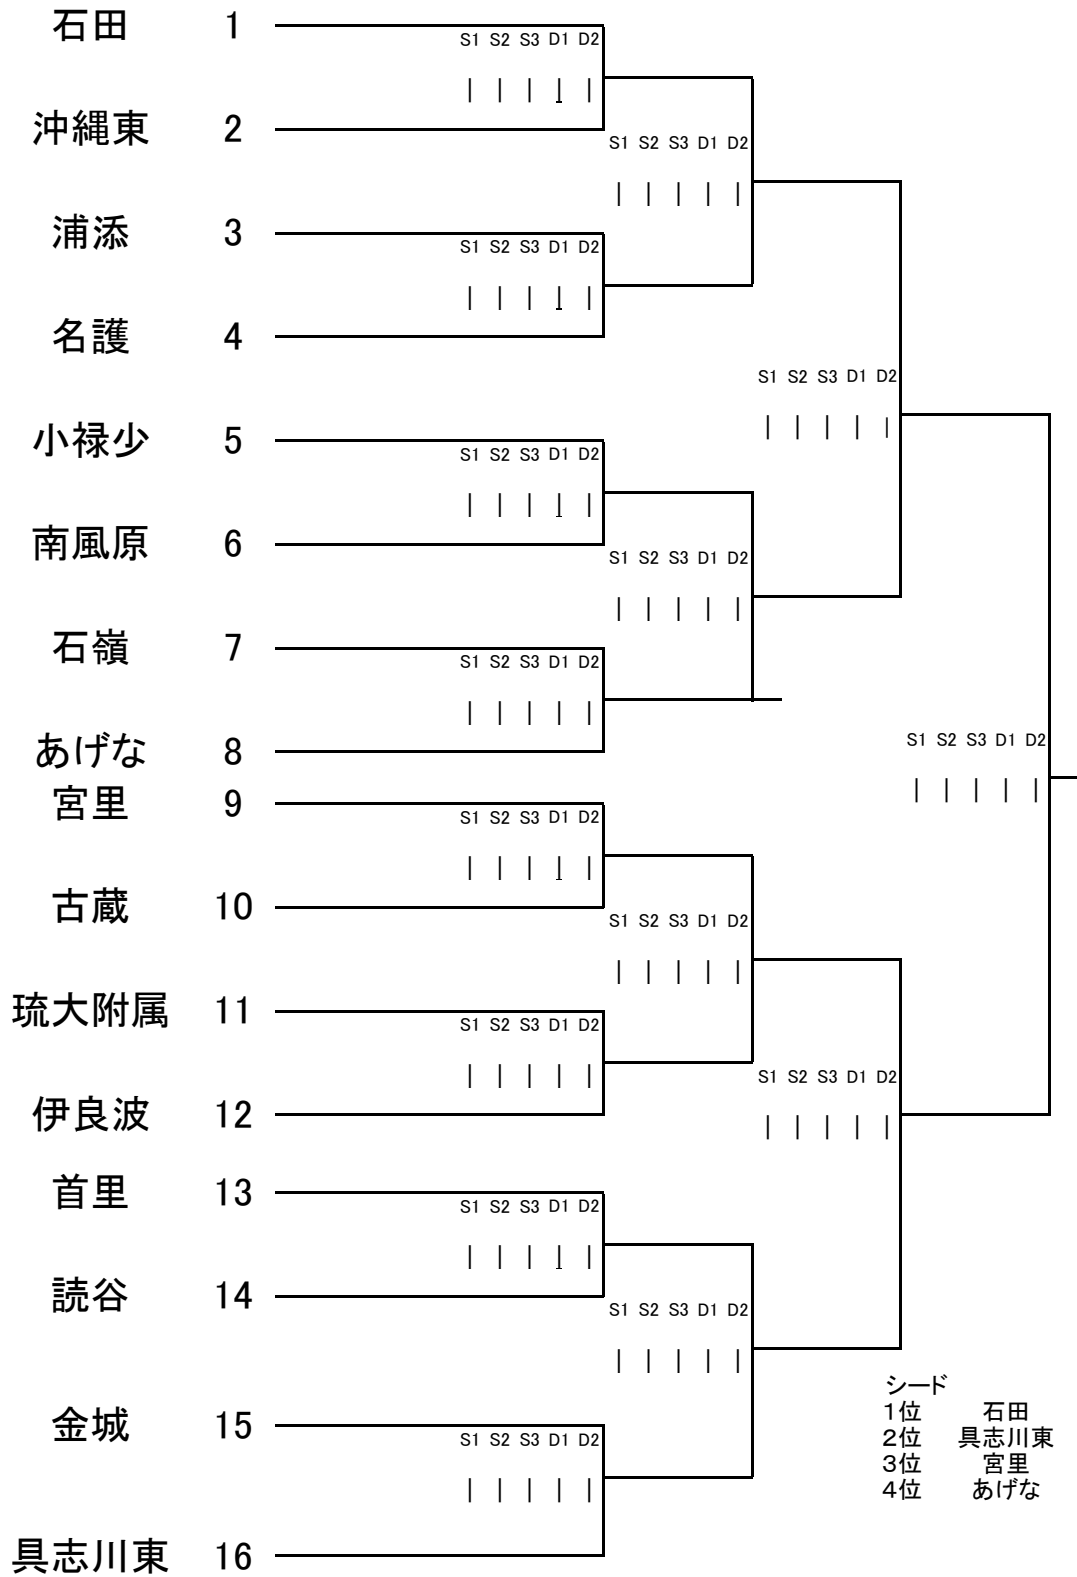 石田 1
S1 S2 S3 D1 D2
沖縄東 2
S1 S2 S3 D1 D2
浦添 3
S1 S2 S3 D1 D2
名護 4
S1 S2 S3 D1 D2
小禄少 5
S1 S2 S3 D1 D2
南風原 6
S1 S2 S3 D1 D2
石嶺 7
S1 S2 S3 D1 D2
あげな 8
S1 S2 S3 D1 D2
宮里 9
S1 S2 S3 D1 D2
古蔵 10
S1 S2 S3 D1 D2
琉大附属 11
S1 S2 S3 D1 D2
S1 S2 S3 D1 D2
伊良波 12
首里 13
S1 S2 S3 D1 D2
読谷 14
S1 S2 S3 D1 D2
シード
1位 石田
金城 15
2位 具志川東
S1 S2 S3 D1 D2
3位 宮里
4位 あげな
具志川東 16